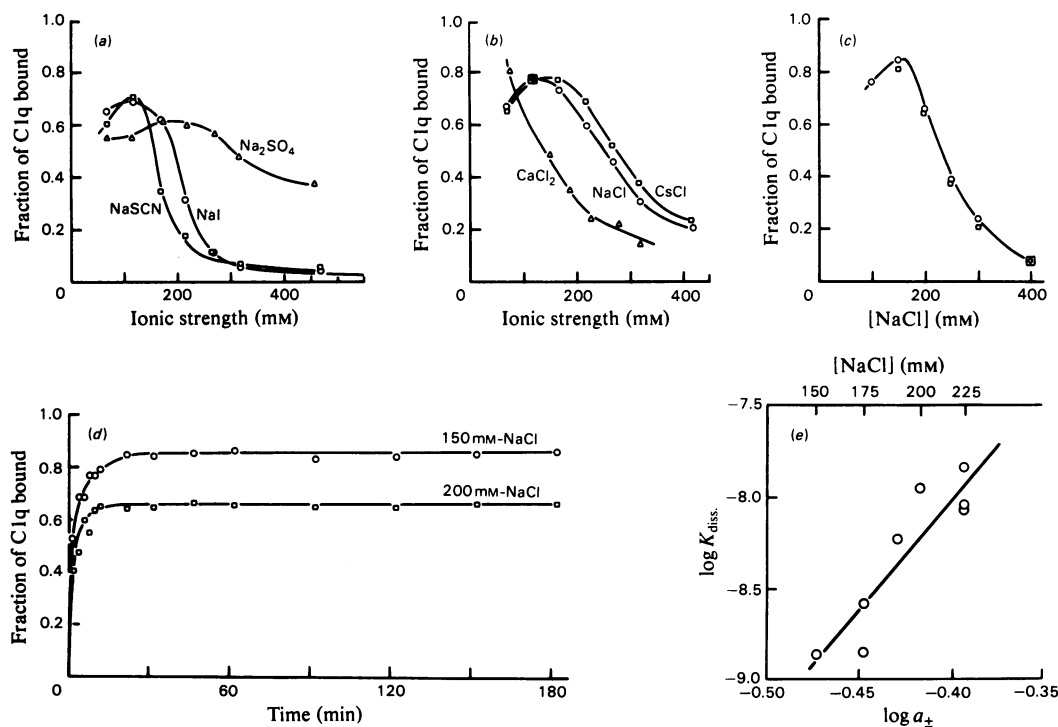 (a)
Fraction of C1q bound
1.0
0.8
0.6
0.4
0.2
0
200
400
Ionic strength (mM)
Na₂SO₄
NaSCN
NaI
(b)
Fraction of C1q bound
1.0
0.8
0.6
0.4
0.2
0
200
400
Ionic strength (mM)
CaCl₂
NaCl
CsCl
(c)
Fraction of C1q bound
1.0
0.8
0.6
0.4
0.2
0
100
200
300
400
[NaCl] (mM)
(d)
Fraction of C1q bound
1.0
0.8
0.6
0.4
0.2
0
60
120
180
Time (min)
150 mM-NaCl
200 mM-NaCl
[NaCl] (mM)
150
175
200
225
(e)
log K_diss.
−7.5
−8.0
−8.5
−9.0
−0.50
−0.45
−0.40
−0.35
log a_±